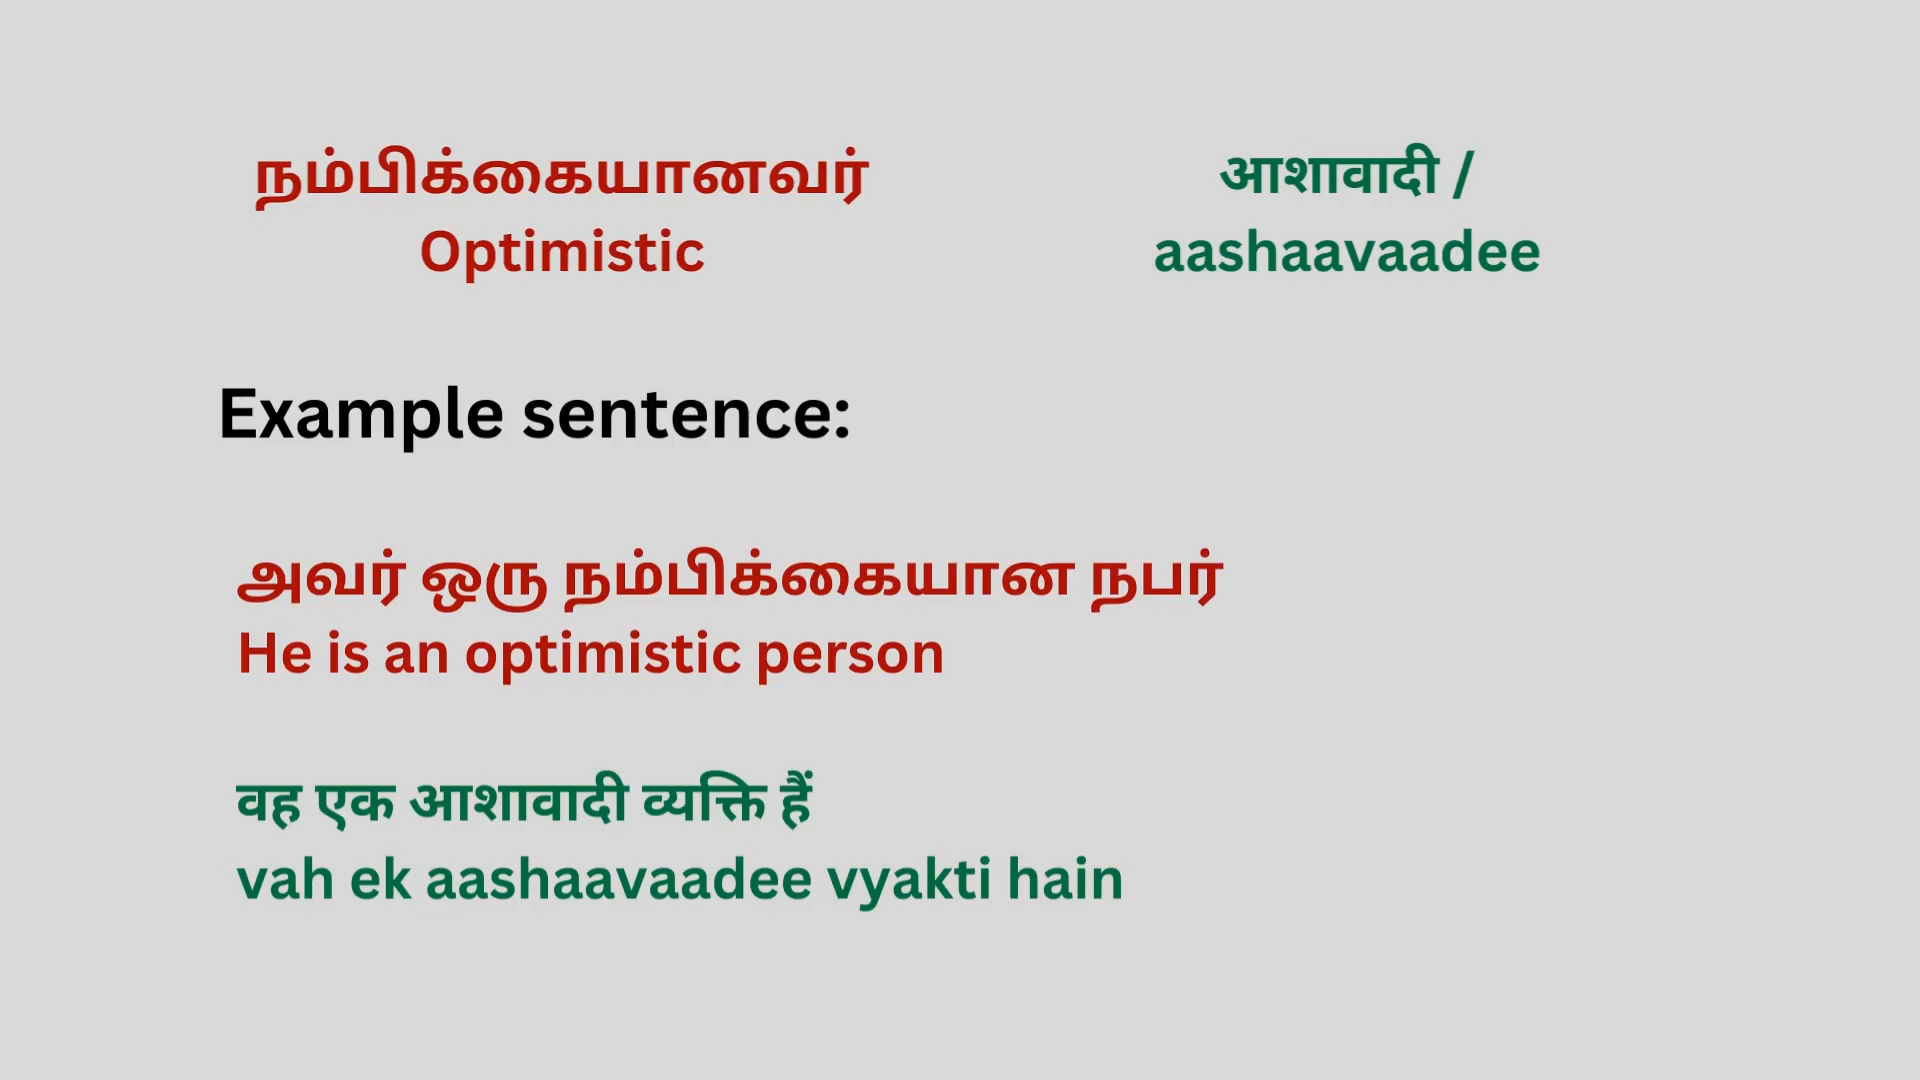 நம்பிக்கையானவர்
Optimistic
आशावादी /
aashaavaadee
Example sentence:
அவர் ஒரு நம்பிக்கையான நபர்
He is an optimistic person
वह एक आशावादी व्यक्ति हैं
vah ek aashaavaadee vyakti hain